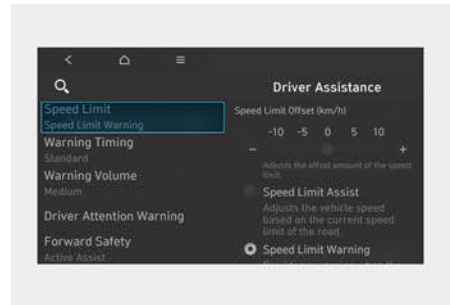 Driver Assistance
Speed Limit
Speed Limit Warning
Warning Timing
Standard
Warning Volume
Medium
Driver Attention Warning
Forward Safety
Active Assist
Speed Limit Offset (km/h)
-10 -5 0 5 10
− +
Adjusts the offset amount of the speed
limit.
Speed Limit Assist
Adjusts the vehicle speed
based on the current speed
limit of the road.
Speed Limit Warning